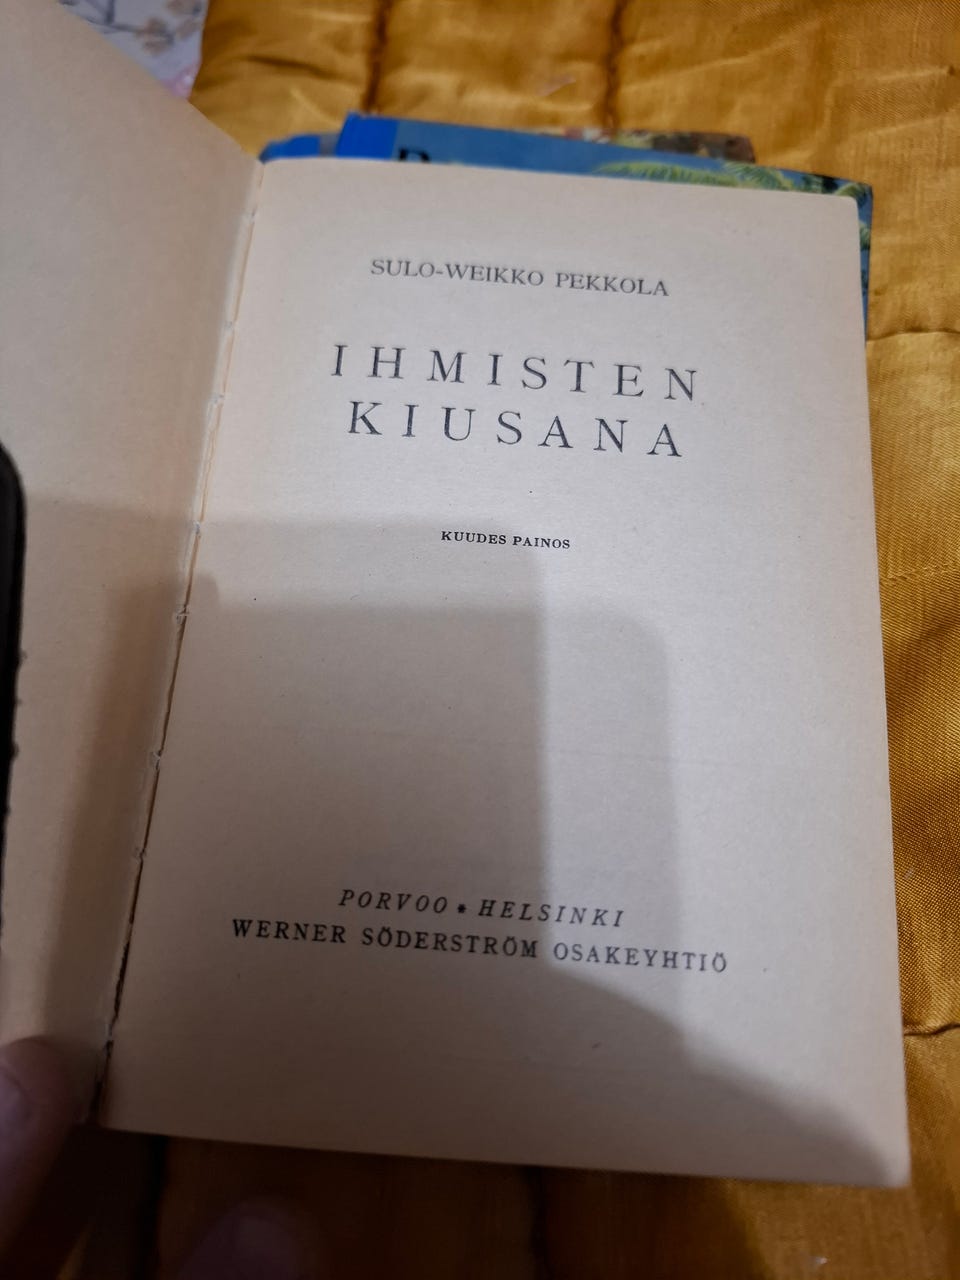 SULO-WEIKKO PEKKOLA
IHMISTEN
KIUSANA
KUUDES PAINOS
PORVOO * HELSINKI
WERNER SÖDERSTRÖM OSAKEYHTIÖ